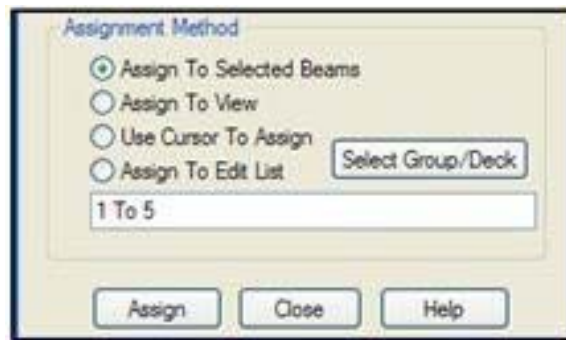 Assignment Method
Assign To Selected Beams
Assign To View
Use Cursor To Assign
Assign To Edit List
Select Group/Deck
1 To 5
Assign Close Help